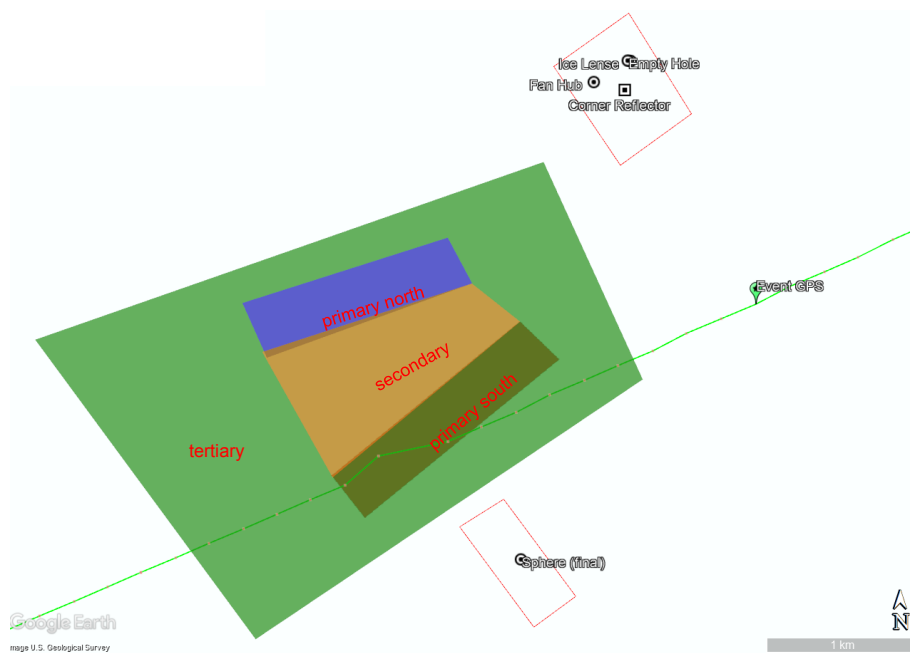 Ice Lense
Empty Hole
Fan Hub
Corner Reflector
Event GPS
primary north
secondary
primary south
tertiary
Sphere (final)
Google Earth
mage U.S. Geological Survey
N
1 km